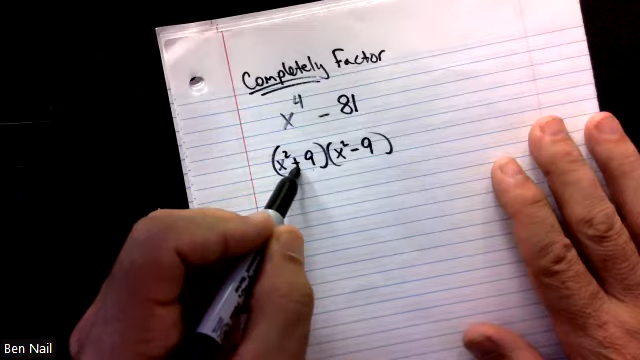 Completely Factor
x⁴ - 81
(x² + 9)(x² - 9)
Ben Nail